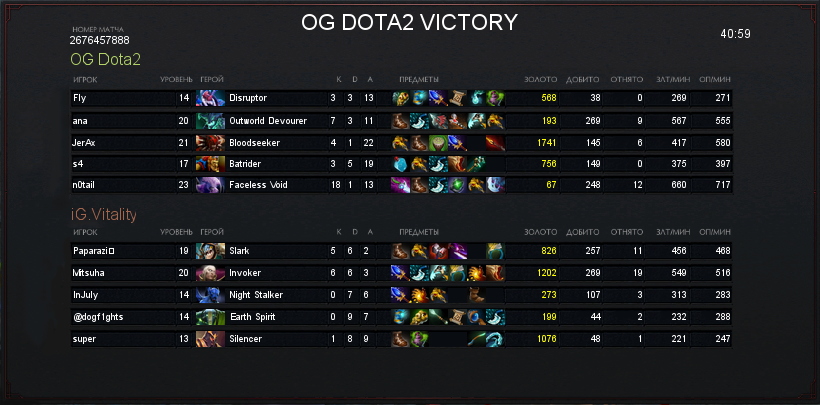 OG DOTA2 VICTORY
НОМЕР МАТЧА
2676457888
40:59
OG Dota2
ИГРОК УРОВЕНЬ ГЕРОЙ K D A ПРЕДМЕТЫ ЗОЛОТО ДОБИТО ОТНЯТО ЗЛТ/МИН ОП/МИН
Fly 14 Disruptor 3 3 13 568 38 0 269 271
ana 20 Outworld Devourer 7 3 11 193 269 9 567 555
JerAx 21 Bloodseeker 4 1 22 1741 145 6 417 580
s4 17 Batrider 3 5 19 756 149 0 375 397
n0tail 23 Faceless Void 18 1 13 67 248 12 660 717
iG.Vitality
ИГРОК УРОВЕНЬ ГЕРОЙ K D A ПРЕДМЕТЫ ЗОЛОТО ДОБИТО ОТНЯТО ЗЛТ/МИН ОП/МИН
Paparazi□ 19 Slark 5 6 2 826 257 11 456 468
Mitsuha 20 Invoker 6 6 3 1202 269 19 549 516
InJuly 14 Night Stalker 0 7 6 273 107 3 313 283
@dogf1ghts 14 Earth Spirit 0 9 7 199 44 2 232 288
super 13 Silencer 1 8 9 1076 48 1 221 247